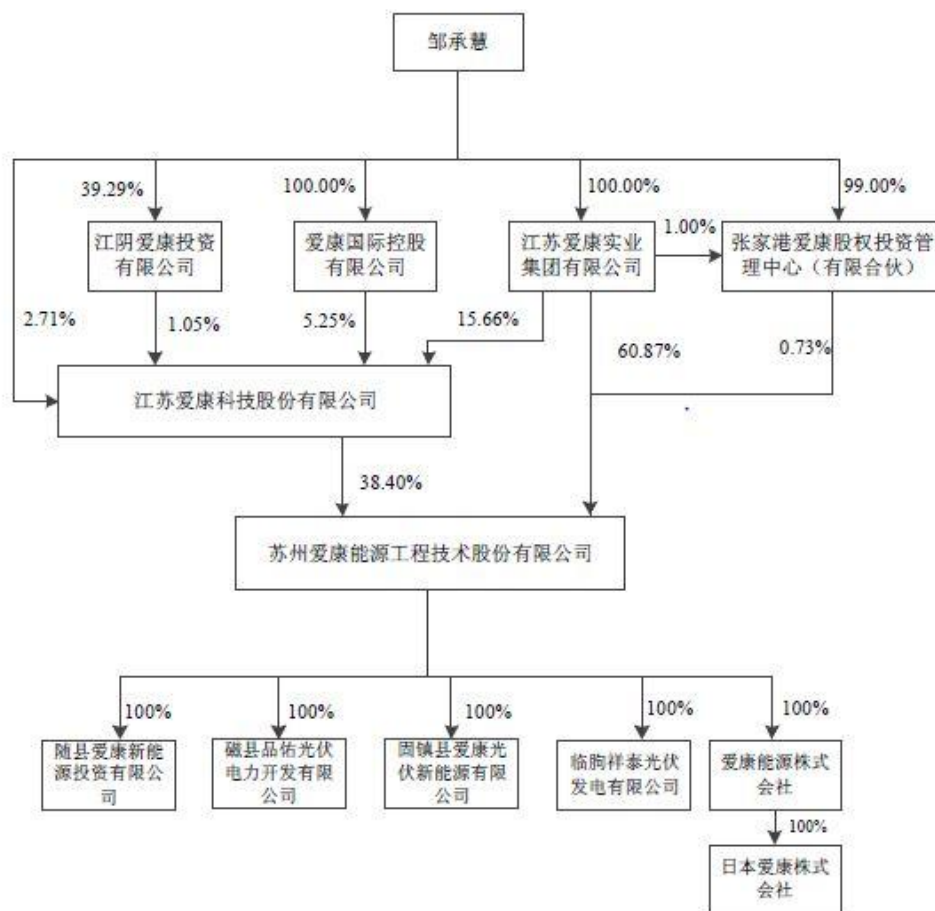 邹承慧
39.29%
100.00%
100.00%
99.00%
江阴爱康投资
有限公司
爱康国际控股
有限公司
江苏爱康实业
集团有限公司
1.00%
张家港爱康股权投资管
理中心（有限合伙）
2.71%
1.05%
5.25%
15.66%
60.87%
0.73%
江苏爱康科技股份有限公司
38.40%
苏州爱康能源工程技术股份有限公司
100%
100%
100%
100%
100%
随县爱康新能
源投资有限公
司
磁县品佑光伏
电力开发有限
公司
固镇县爱康光
伏新能源有限
公司
临朐祥泰光伏
发电有限公司
爱康能源株式
会社
100%
日本爱康株式
会社